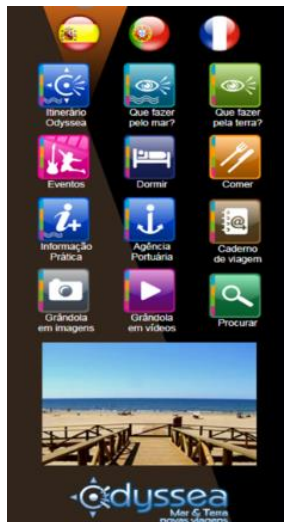 Itinerário
Odyssea
Que fazer
pelo mar?
Que fazer
pela terra?
Eventos
Dormir
Comer
Informação
Prática
Agência
Portuária
Caderno
de viagem
Grândola
em imagens
Grândola
em vídeos
Procurar
Odyssea
Mar & Terra
novas viagens